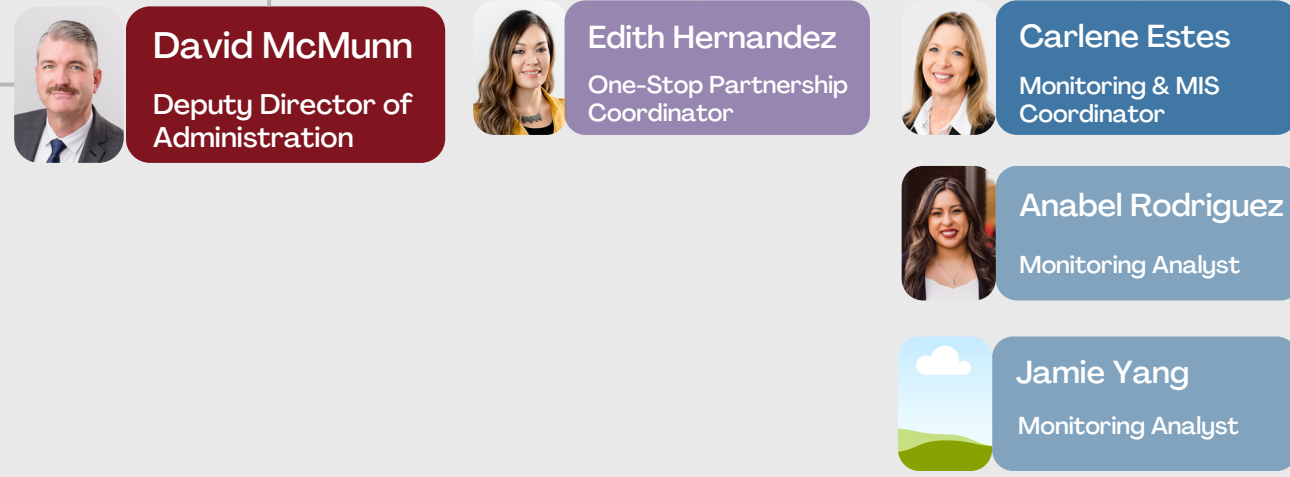 David McMunn
Deputy Director of
Administration
Edith Hernandez
One-Stop Partnership
Coordinator
Carlene Estes
Monitoring & MIS
Coordinator
Anabel Rodriguez
Monitoring Analyst
Jamie Yang
Monitoring Analyst